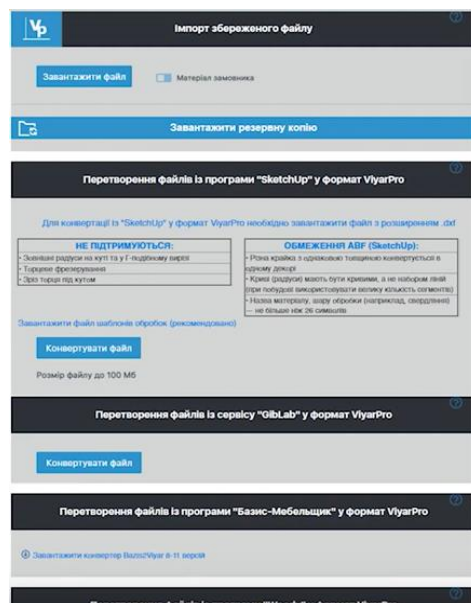 Vp
Імпорт збереженого файлу
Завантажити файл
Матеріал замовника
Завантажити резервну копію
Перетворення файлів із програми "SketchUp" у формат ViyarPro
Для конвертації із "SketchUp" у формат ViyarPro необхідно завантажити файл з розширенням .dxf
НЕ ПІДТРИМУЮТЬСЯ:
• Зовнішні радіуси на куті та у Г-подібному вирізі
• Торцеве фрезерування
• Зріз торця під кутом
ОБМЕЖЕННЯ ABF (SketchUp):
• Різна крайка з однаковою товщиною конвертується в
одному декорі
• Криві (радіуси) мають бути кривими, а не набором ліній
(при побудові використовувати велику кількість сегментів)
• Назва матеріалу, шару обробки (наприклад, свердління)
— не більше ніж 26 символів
Завантажити файл шаблонів обробок (рекомендовано)
Конвертувати файл
Розмір файлу до 100 Мб
Перетворення файлів із сервісу "GibLab" у формат ViyarPro
Конвертувати файл
Перетворення файлів із програми "Базис-Мебельщик" у формат ViyarPro
Завантажити конвертер Bazis2Viyar 8-11 версій